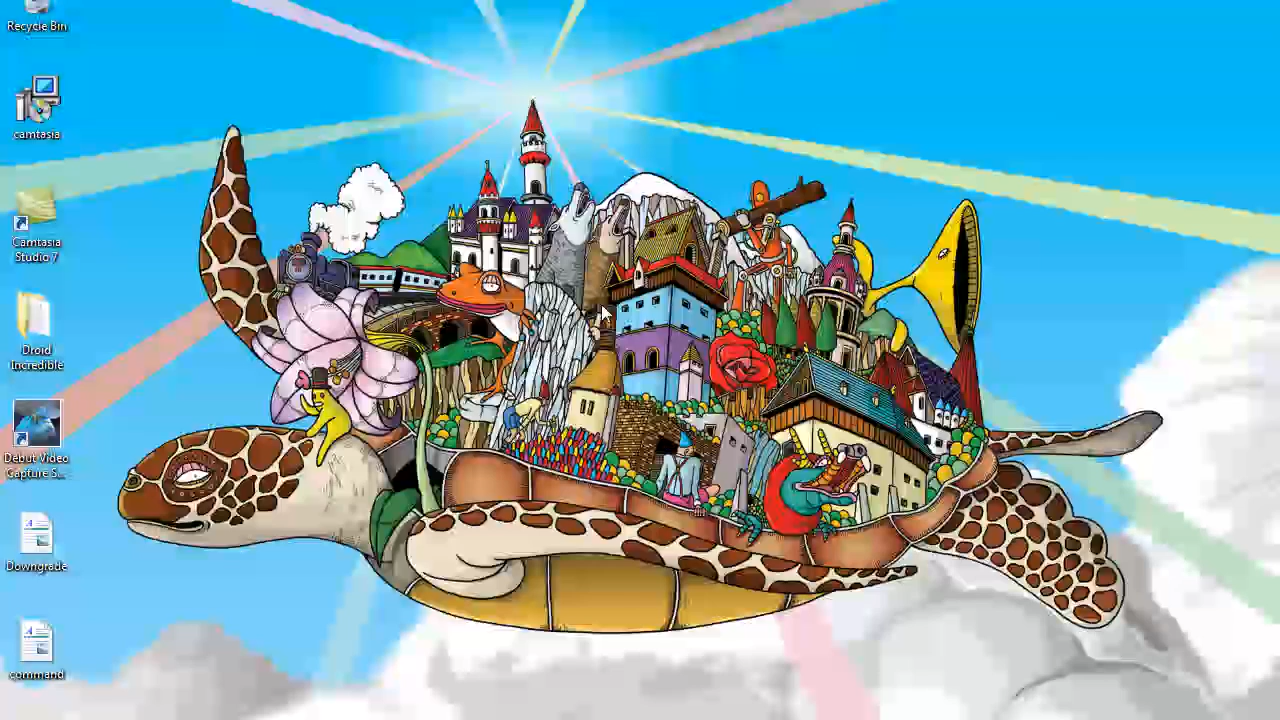 Recycle Bin
camtasia
Camtasia
Studio 7
Droid
Incredible
Debut Video
Capture S...
Downgrade
command